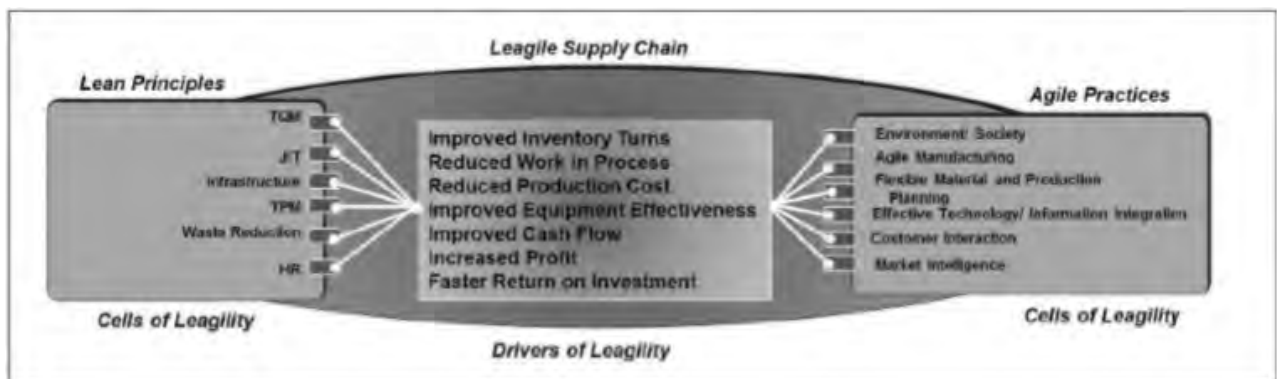 Leagile Supply Chain
Lean Principles
TQM
JIT
Infrastructure
TPM
Waste Reduction
HR
Cells of Leagility
Improved Inventory Turns
Reduced Work in Process
Reduced Production Cost
Improved Equipment Effectiveness
Improved Cash Flow
Increased Profit
Faster Return on Investment
Drivers of Leagility
Agile Practices
Environment/ Society
Agile Manufacturing
Flexible Material and Production
Planning
Effective Technology/ Information Integration
Customer Interaction
Market Intelligence
Cells of Leagility